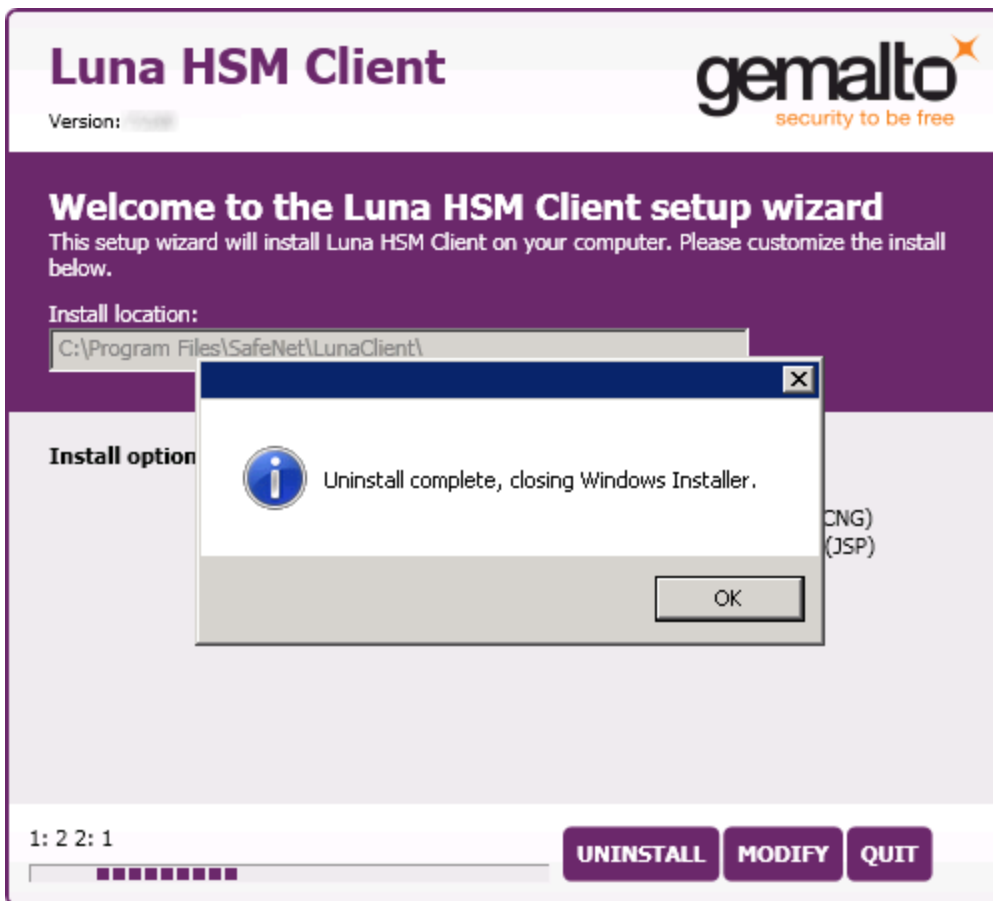 Luna HSM Client
gemalto
security to be free
Version:
Welcome to the Luna HSM Client setup wizard
This setup wizard will install Luna HSM Client on your computer. Please customize the install
below.
Install location:
C:\Program Files\SafeNet\LunaClient\
Install option
Uninstall complete, closing Windows Installer.
CNG)
(JSP)
OK
1: 2 2: 1
UNINSTALL MODIFY QUIT